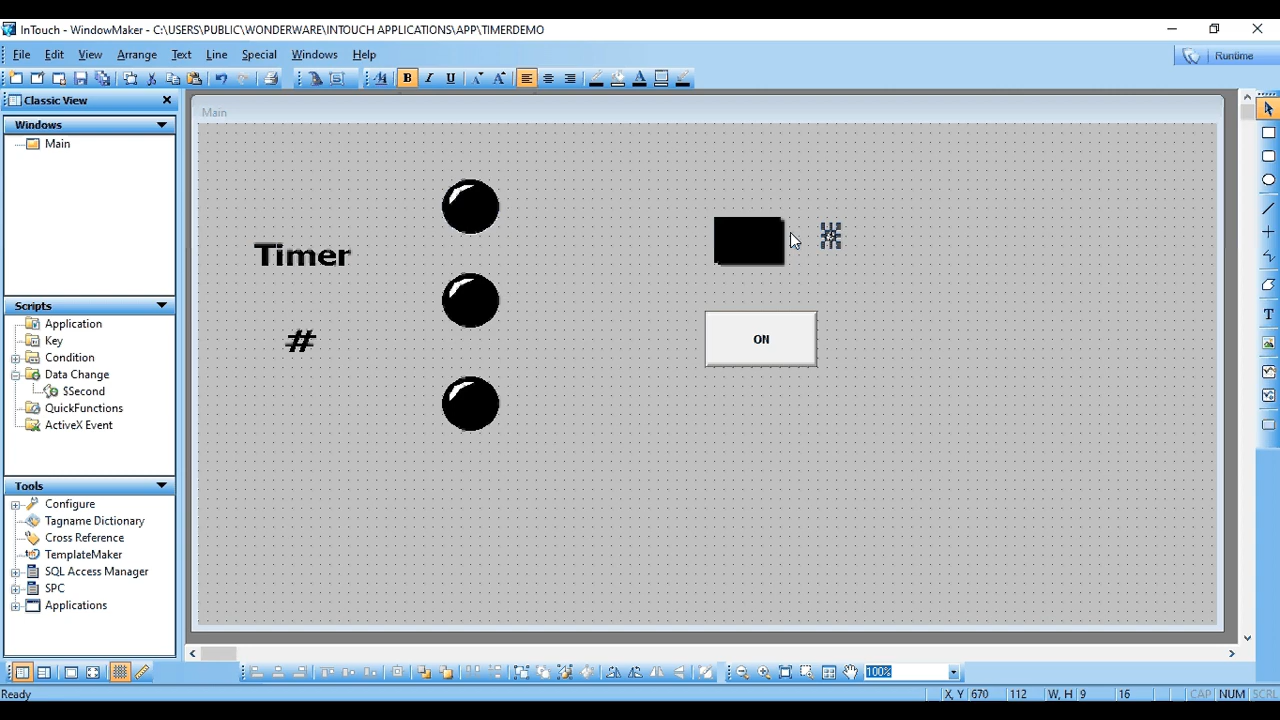 InTouch - WindowMaker - C:\USERS\PUBLIC\WONDERWARE\INTOUCH APPLICATIONS\APP\TIMERDEMO
File Edit View Arrange Text Line Special Windows Help
Runtime
B I U A A A
Classic View
Windows
Main
Scripts
Application
Key
Condition
Data Change
$Second
QuickFunctions
ActiveX Event
Tools
Configure
Tagname Dictionary
Cross Reference
TemplateMaker
SQL Access Manager
SPC
Applications
Main
Timer
#
#
ON
T
100%
Ready
X, Y 670 112 W, H 9 16 CAP NUM SCRL